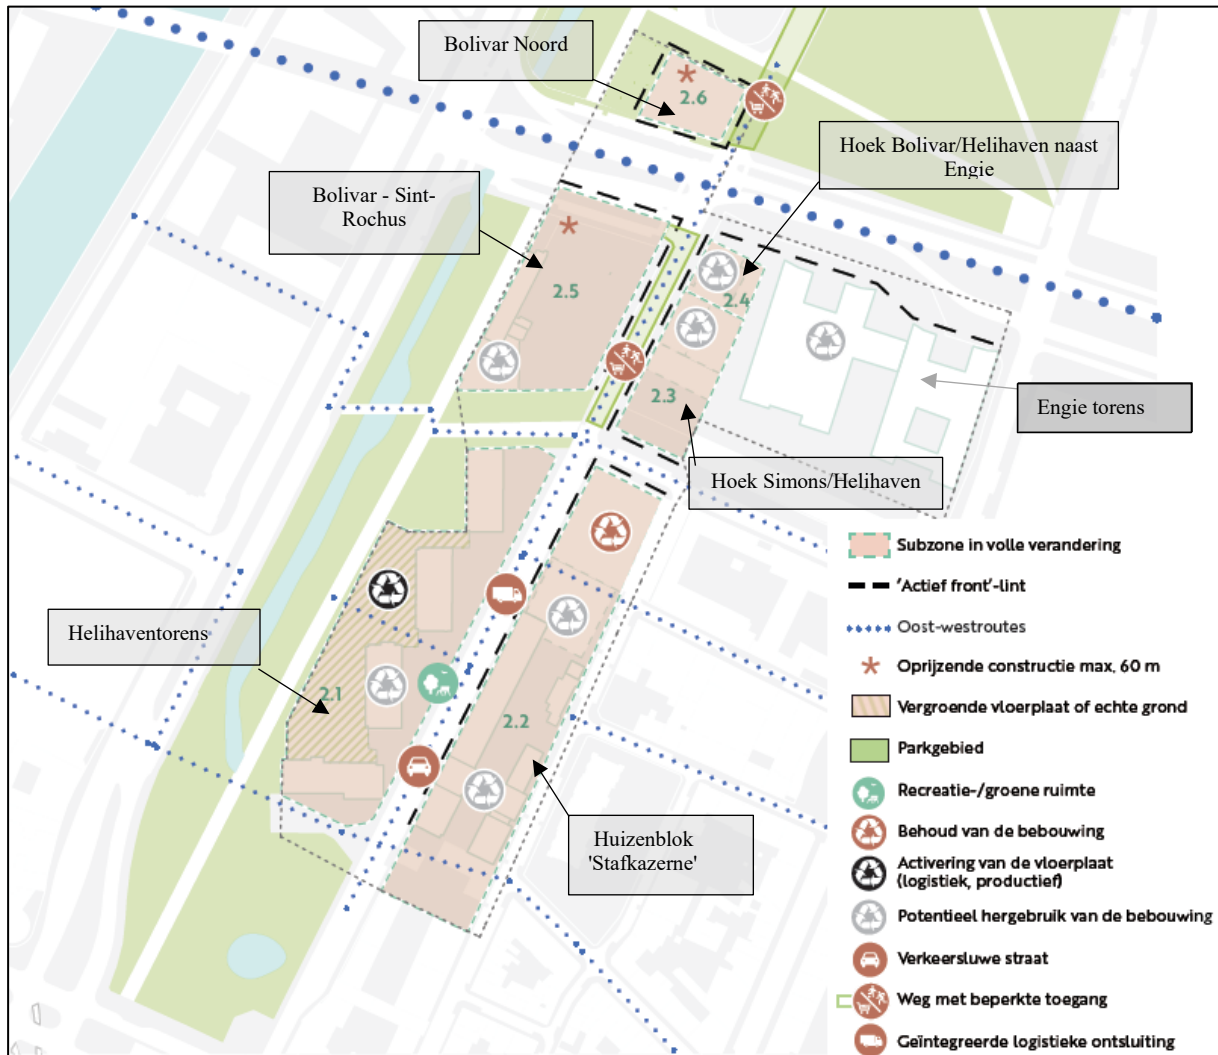 Bolivar Noord
2.6
Hoek Bolivar/Helihaven naast
Engie
Bolivar - Sint-
Rochus
2.5
2.4
2.3
Engie torens
Hoek Simons/Helihaven
Helihaventorens
2.1
2.2
Huizenblok
'Stafkazerne'
Subzone in volle verandering
'Actief front'-lint
Oost-westroutes
Oprijzende constructie max. 60 m
Vergroende vloerplaat of echte grond
Parkgebied
Recreatie-/groene ruimte
Behoud van de bebouwing
Activering van de vloerplaat
(logistiek, productief)
Potentieel hergebruik van de bebouwing
Verkeersluwe straat
Weg met beperkte toegang
Geïntegreerde logistieke ontsluiting